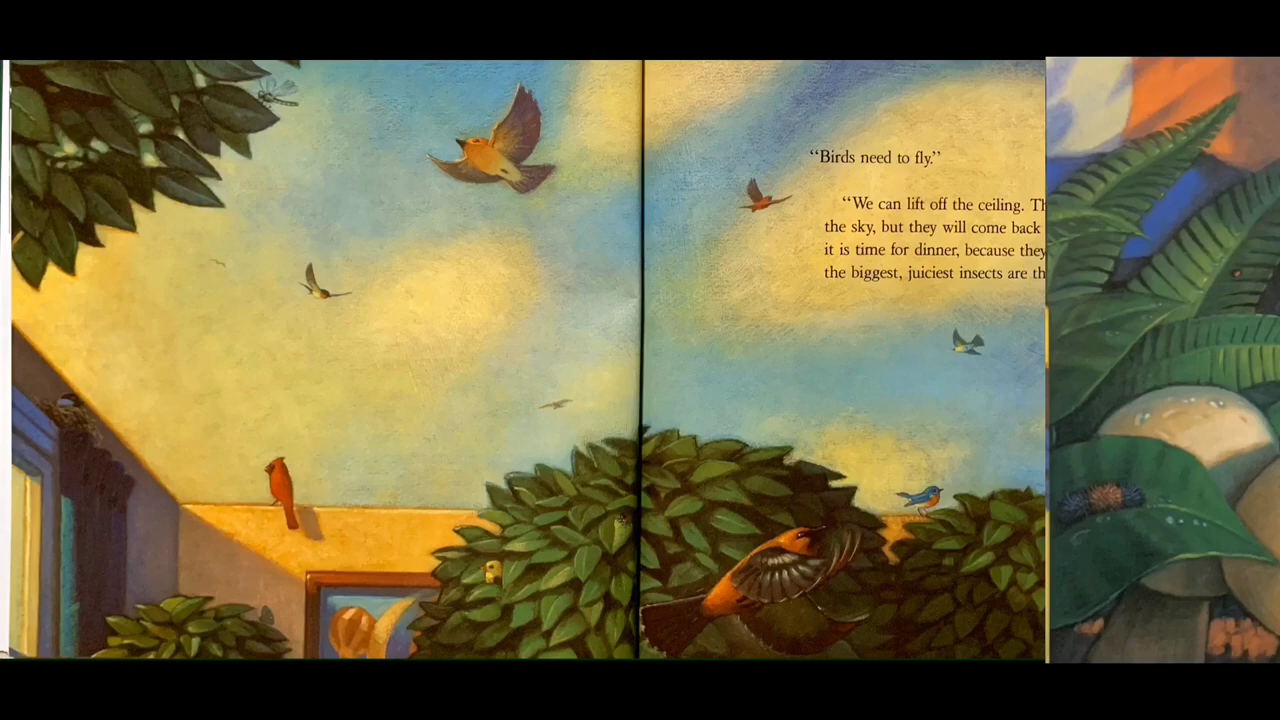 “Birds need to fly.”
“We can lift off the ceiling. Th
the sky, but they will come back
it is time for dinner, because they
the biggest, juiciest insects are th